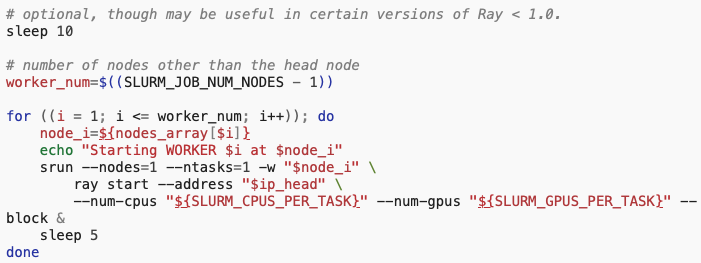 # optional, though may be useful in certain versions of Ray < 1.0.
sleep 10

# number of nodes other than the head node
worker_num=$((SLURM_JOB_NUM_NODES - 1))

for ((i = 1; i <= worker_num; i++)); do
    node_i=${nodes_array[$i]}
    echo "Starting WORKER $i at $node_i"
    srun --nodes=1 --ntasks=1 -w "$node_i" \
        ray start --address "$ip_head" \
        --num-cpus "${SLURM_CPUS_PER_TASK}" --num-gpus "${SLURM_GPUS_PER_TASK}" --
block &
    sleep 5
done